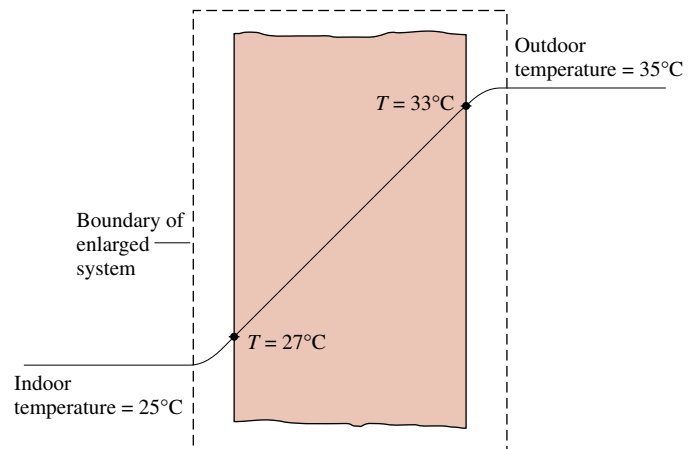 Outdoor
temperature = 35°C
T = 33°C
Boundary of
enlarged
system
T = 27°C
Indoor
temperature = 25°C